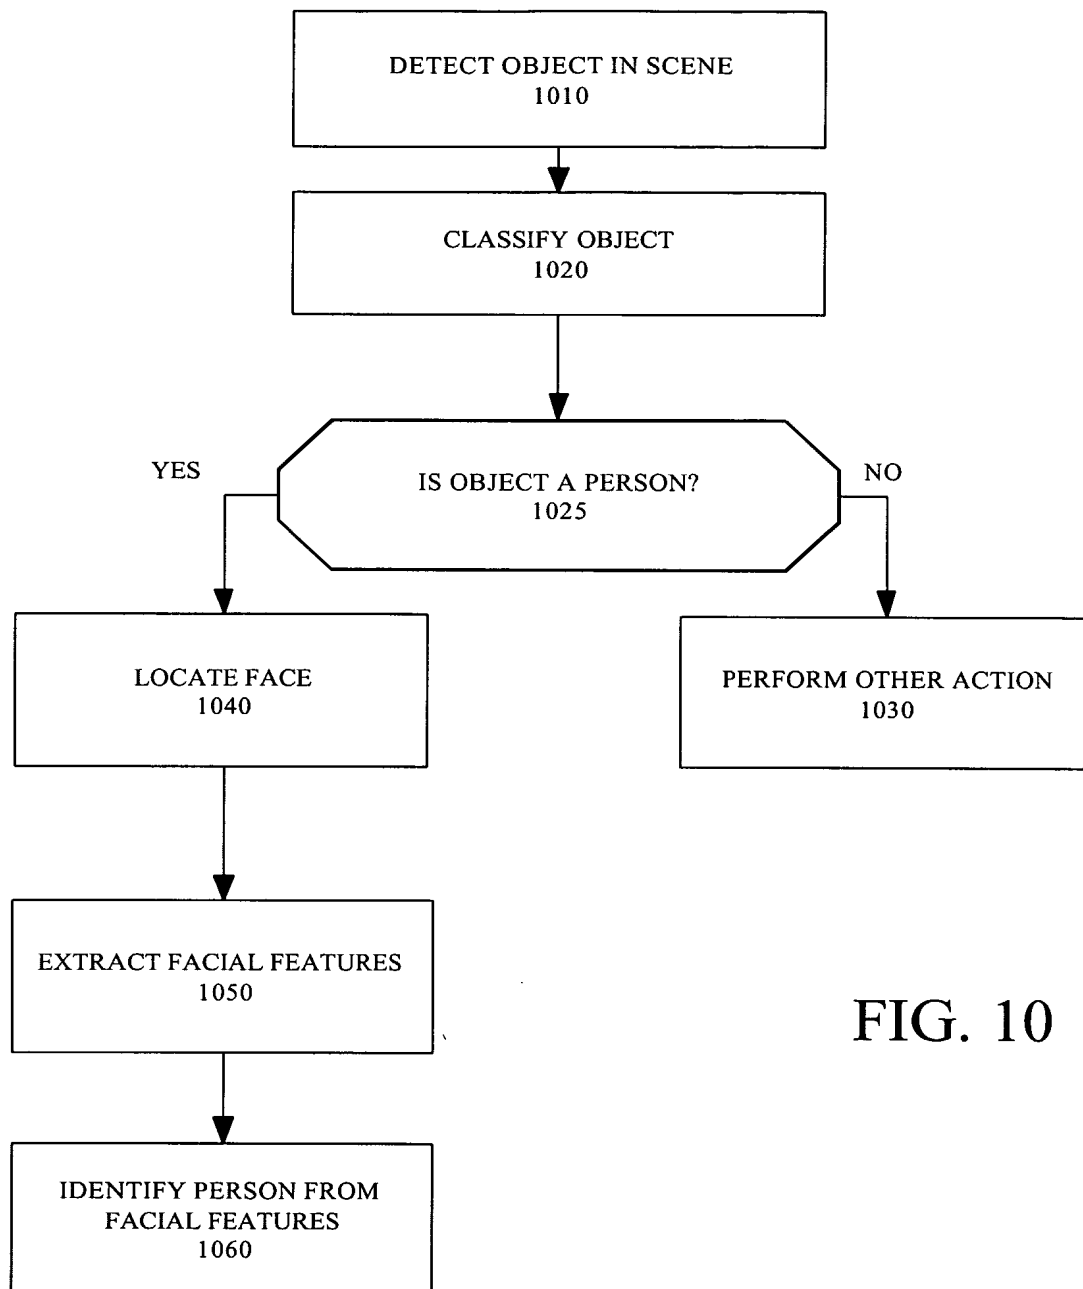 DETECT OBJECT IN SCENE
1010
CLASSIFY OBJECT
1020
YES
IS OBJECT A PERSON?
1025
NO
LOCATE FACE
1040
PERFORM OTHER ACTION
1030
EXTRACT FACIAL FEATURES
1050
FIG. 10
IDENTIFY PERSON FROM
FACIAL FEATURES
1060